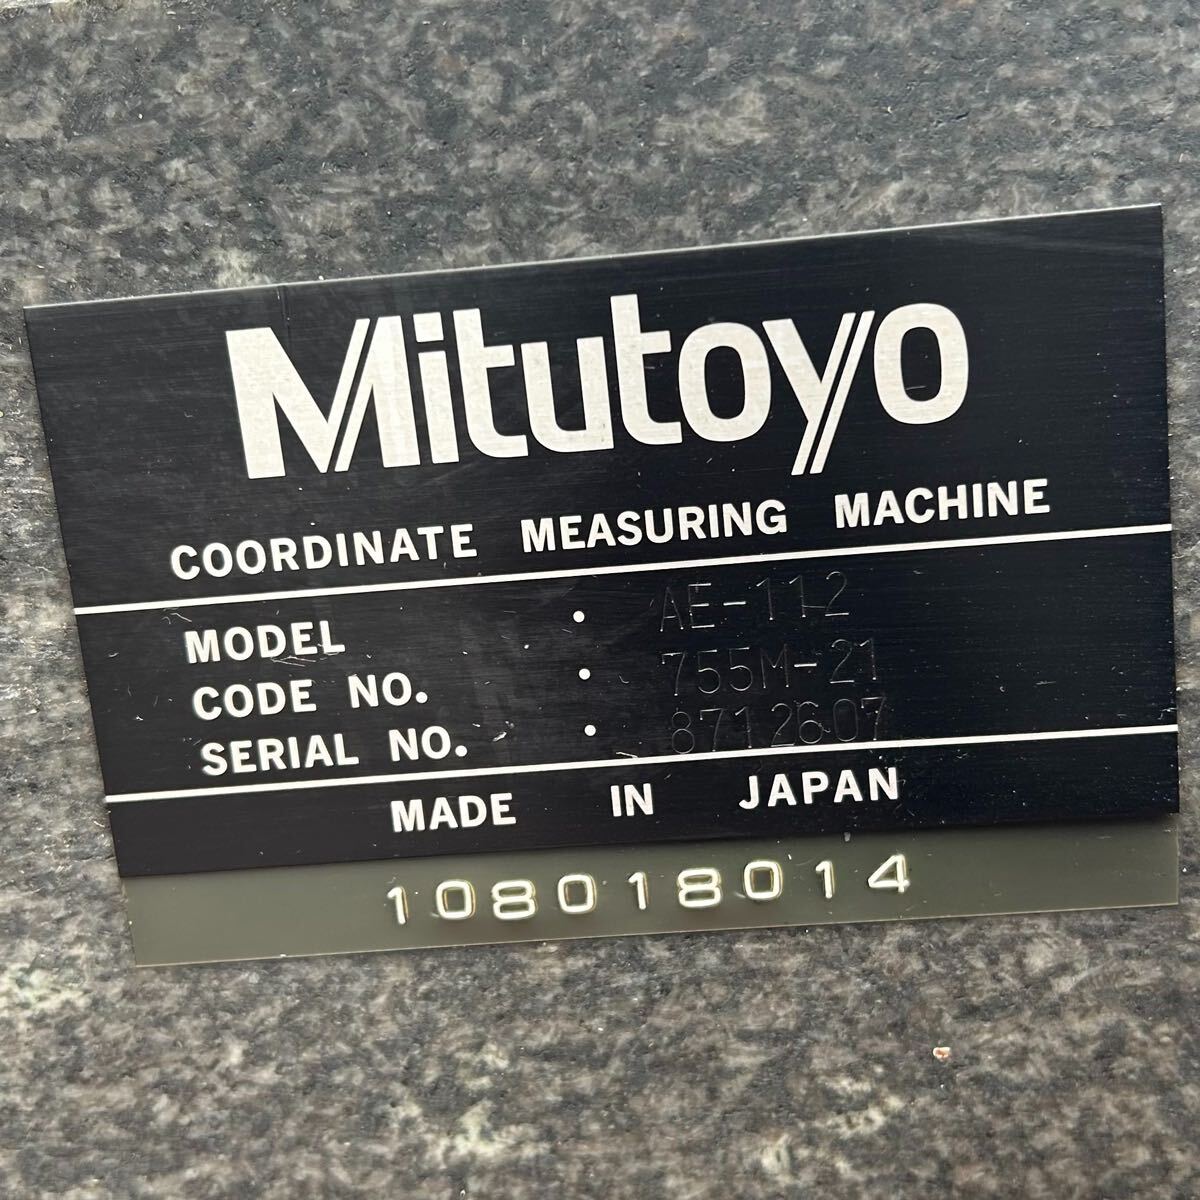 Mitutoyo
COORDINATE MEASURING MACHINE
MODEL • AE-112
CODE NO. • 755M-21
SERIAL NO. • 8712607
MADE IN JAPAN
108018014